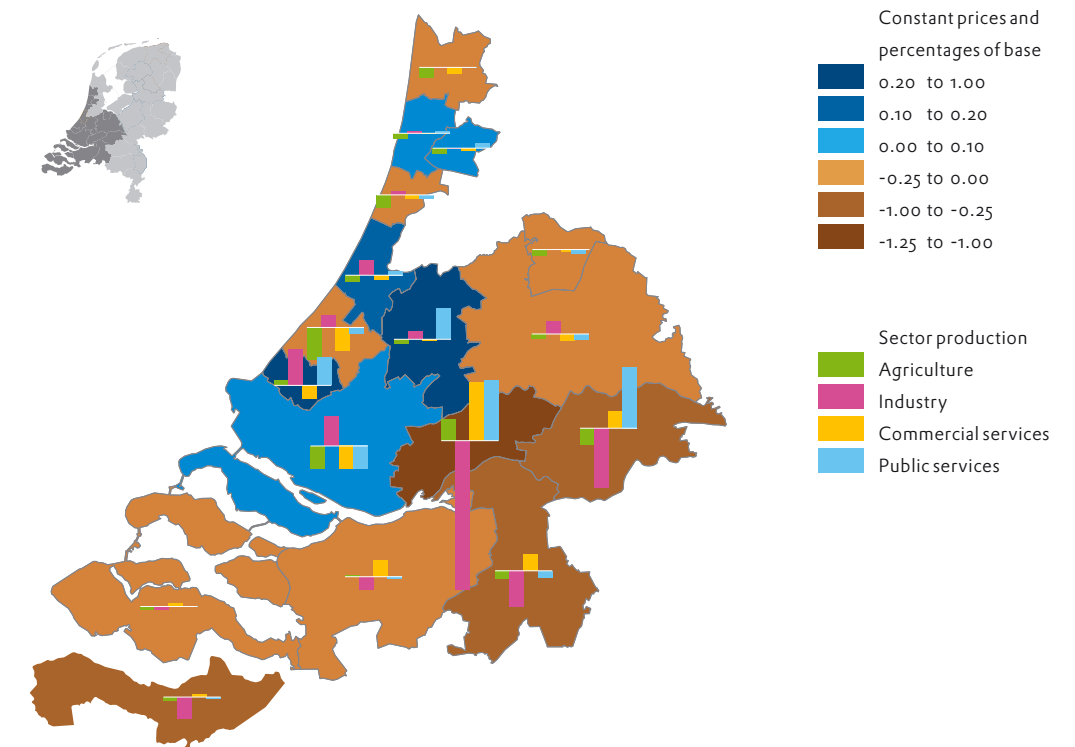 Constant prices and
percentages of base
0.20 to 1.00
0.10 to 0.20
0.00 to 0.10
-0.25 to 0.00
-1.00 to -0.25
-1.25 to -1.00
Sector production
Agriculture
Industry
Commercial services
Public services